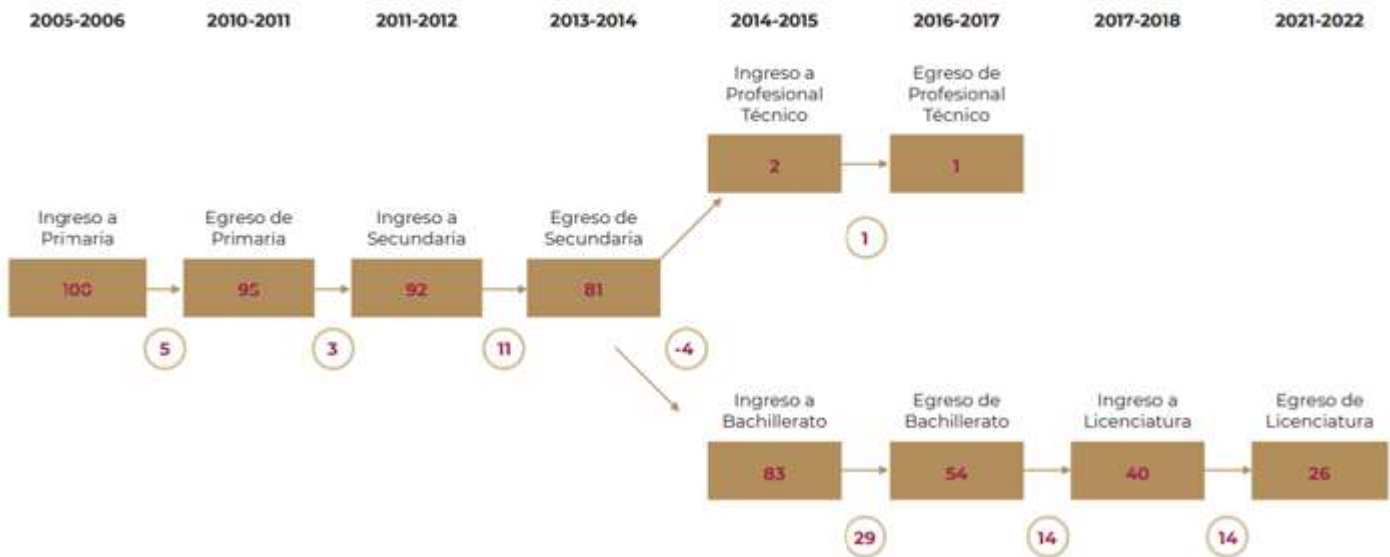 2005-2006 2010-2011 2011-2012 2013-2014 2014-2015 2016-2017 2017-2018 2021-2022
Ingreso a
Profesional
Técnico
2
Egreso de
Profesional
Técnico
1
1
Ingreso a
Primaria
100
5
Egreso de
Primaria
95
3
Ingreso a
Secundaria
92
11
Egreso de
Secundaria
81
-4
Ingreso a
Bachillerato
83
29
Egreso de
Bachillerato
54
14
Ingreso a
Licenciatura
40
14
Egreso de
Licenciatura
26